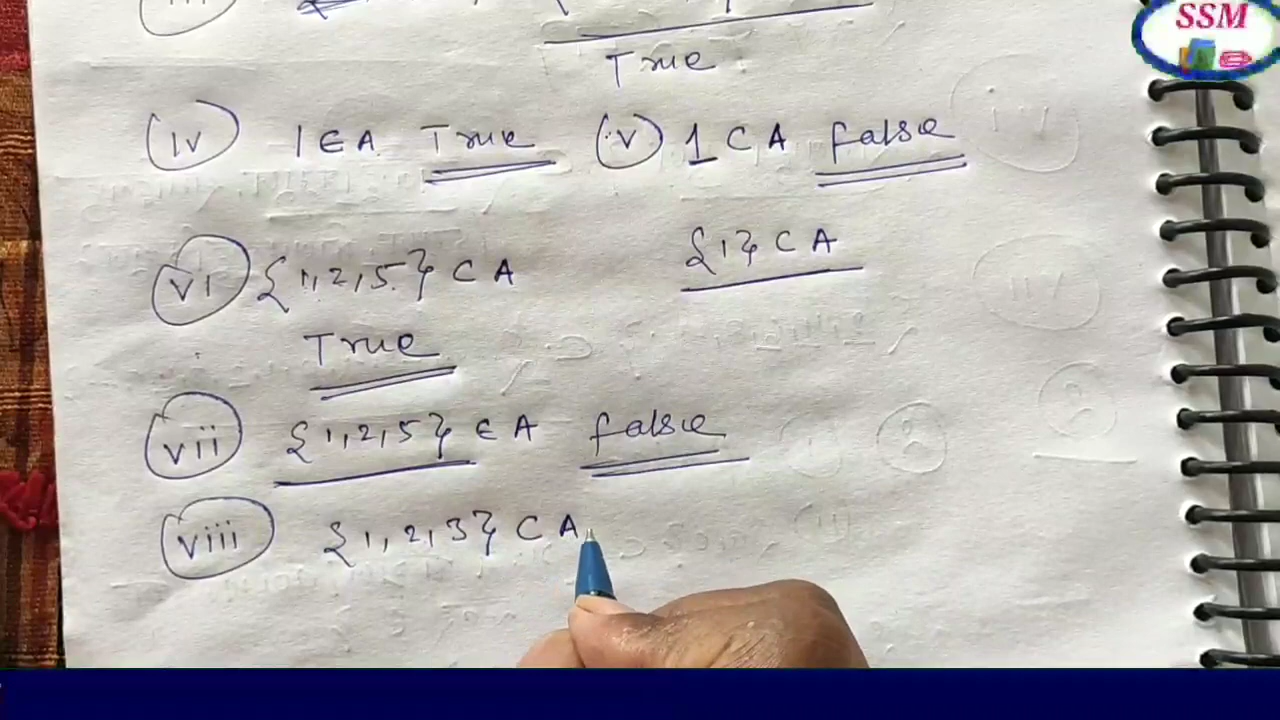 SSM
True
(iv) 1 ∈ A True (v) 1 ⊂ A false
{1} ⊂ A
(vi) {1,2,5} ⊂ A
True
(vii) {1,2,5} ∈ A false
(viii) {1,2,3} ⊂ A